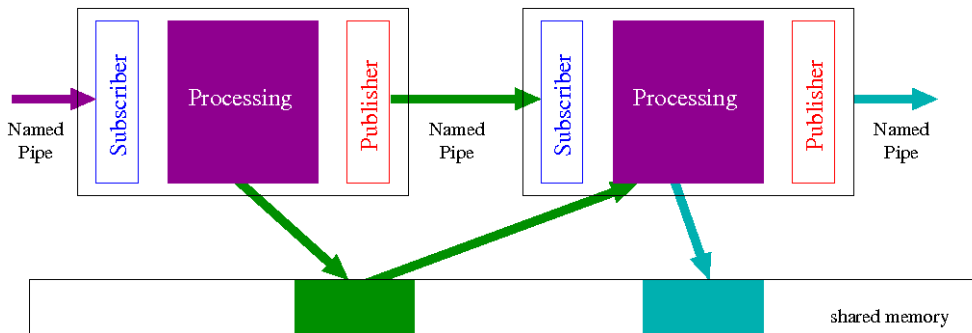 Subscriber
Processing
Publisher
Subscriber
Processing
Publisher
Named
Pipe
Named
Pipe
Named
Pipe
shared memory